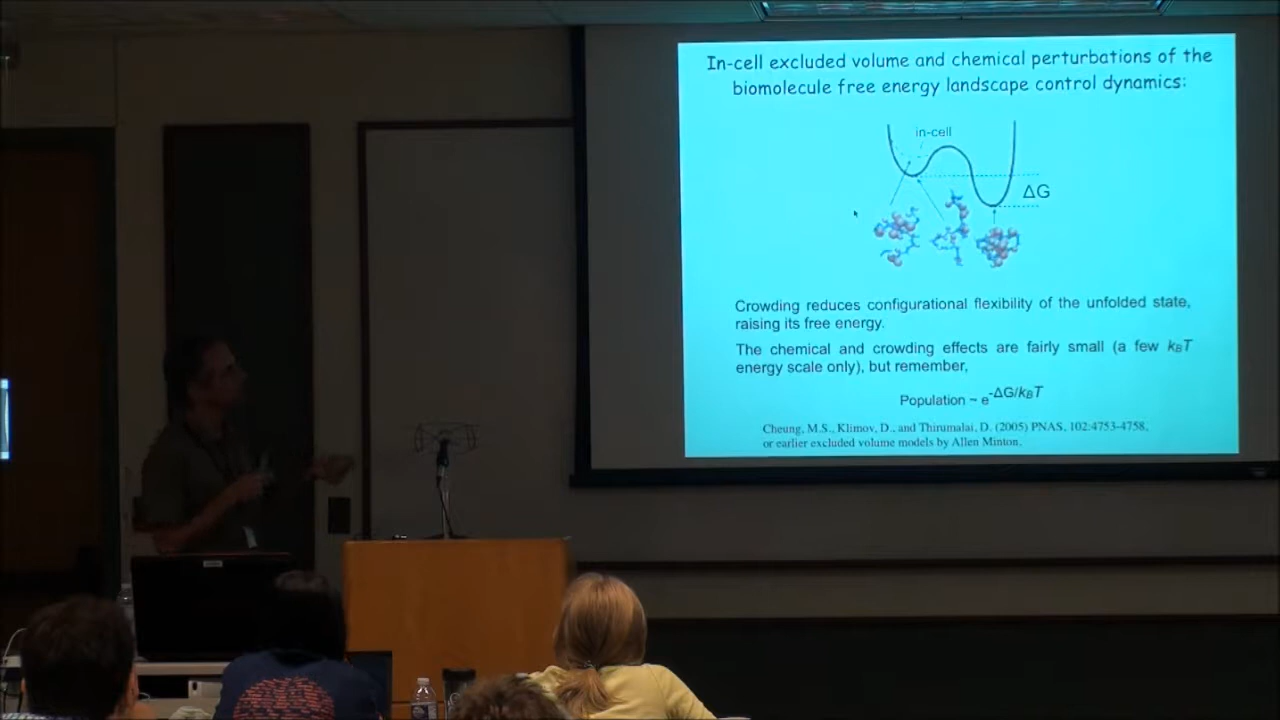 In-cell excluded volume and chemical perturbations of the
biomolecule free energy landscape control dynamics:
in-cell
ΔG
Crowding reduces configurational flexibility of the unfolded state,
raising its free energy.
The chemical and crowding effects are fairly small (a few kBT
energy scale only), but remember,
Population ~ e-ΔG/kBT
Cheung, M.S., Klimov, D., and Thirumalai, D. (2005) PNAS, 102:4753-4758,
or earlier excluded volume models by Allen Minton.